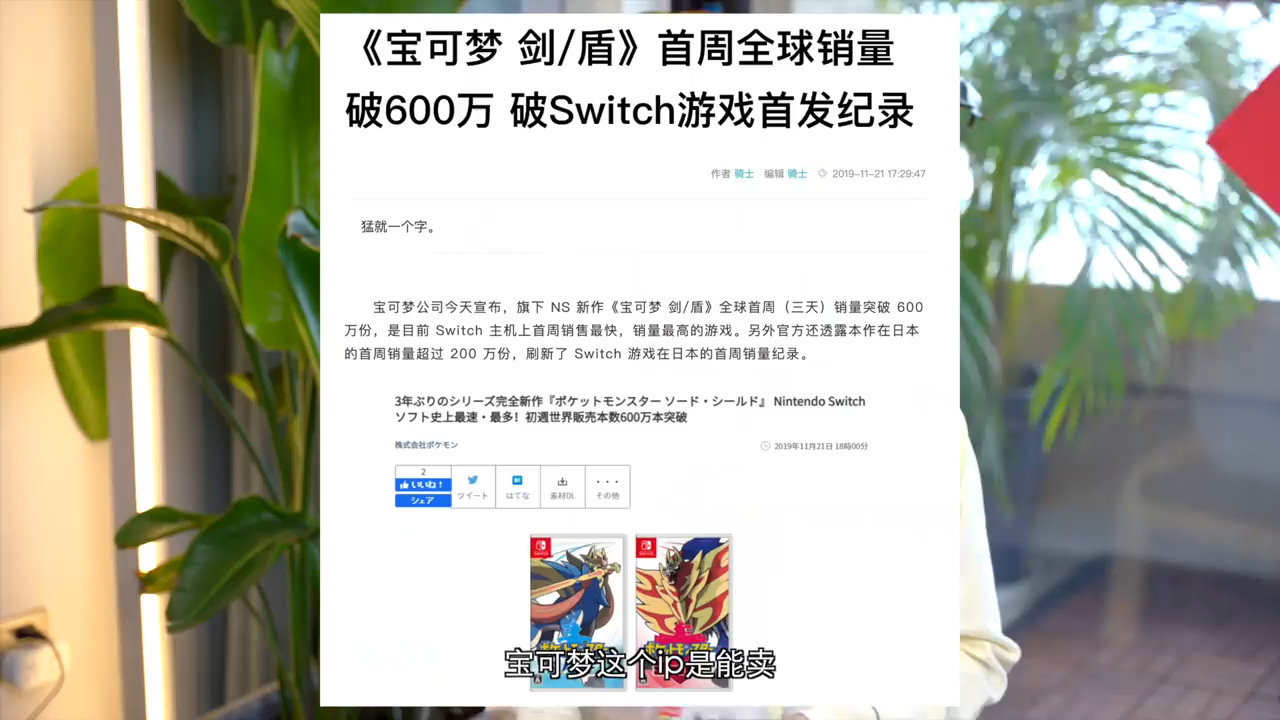 《宝可梦 剑/盾》首周全球销量
破600万 破Switch游戏首发纪录
作者 骑士 编辑 骑士 2019-11-21 17:29:47
猛就一个字。
宝可梦公司今天宣布，旗下 NS 新作《宝可梦 剑/盾》全球首周（三天）销量突破 600
万份，是目前 Switch 主机上首周销售最快，销量最高的游戏。另外官方还透露本作在日本
的首周销量超过 200 万份，刷新了 Switch 游戏在日本的首周销量纪录。
3年ぶりのシリーズ完全新作『ポケットモンスター ソード・シールド』 Nintendo Switch
ソフト史上最速・最多！初週世界販売本数600万本突破
株式会社ポケモン
2019年11月21日 18時00分
2
いいね！
シェア
ツイート
はてな
素材DL
その他
宝可梦这个ip是能卖